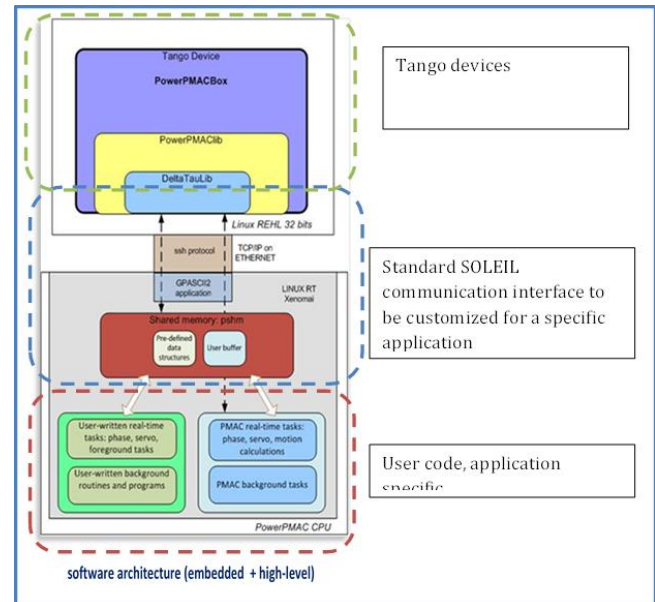 Tango Device
PowerPMACBox
PowerPMAClib
DeltaTauLib
Linux REHL 32 bits
ssh protocol
TCP/IP on
ETHERNET
GPASCII2
application
LINUX RT
Xenomai
Shared memory: pshm
Pre-defined
data
structures
User buffer
User-written real-time
tasks: phase, servo,
foreground tasks
User-written background
routines and programs
PMAC real-time tasks:
phase, servo, motion
calculations
PMAC background tasks
PowerPMAC CPU
software architecture (embedded + high-level)
Tango devices
Standard SOLEIL
communication interface to
be customized for a specific
application
User code, application
specific